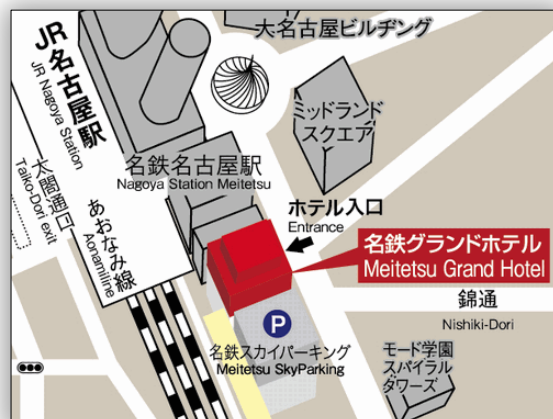 大名古屋ビルヂング
JR名古屋駅
JR Nagoya Station
ミッドランド
スクエア
名鉄名古屋駅
Nagoya Station Meitetsu
太閤通口
Taiko-Dori exit
あおなみ線
Aonamiline
ホテル入口
Entrance
名鉄グランドホテル
Meitetsu Grand Hotel
錦通
Nishiki-Dori
P
名鉄スカイパーキング
Meitetsu SkyParking
モード学園
スパイラル
タワーズ